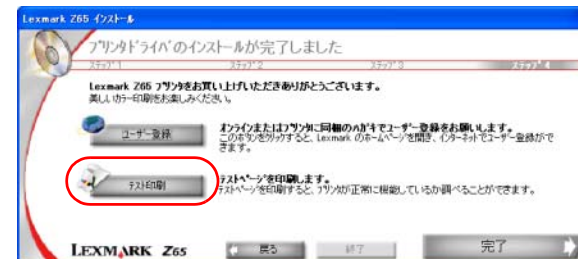 Lexmark Z65 インストール
プリンタドライバのインストールが完了しました
ステップ 1 ステップ 2 ステップ 3 ステップ 4
Lexmark Z65 プリンタをお買い上げいただきありがとうございます。
美しいカラー印刷をお楽しみください。
ユーザー登録
オンラインまたはプリンタに同梱のハガキでユーザー登録をお願いします。
このボタンをクリックすると、Lexmark のホームページを開き、インターネットでユーザー登録がで
きます。
テスト印刷
テストページを印刷します。
テストページを印刷すると、プリンタが正常に機能しているか調べることができます。
LEXMARK Z65
戻る
終了
完了